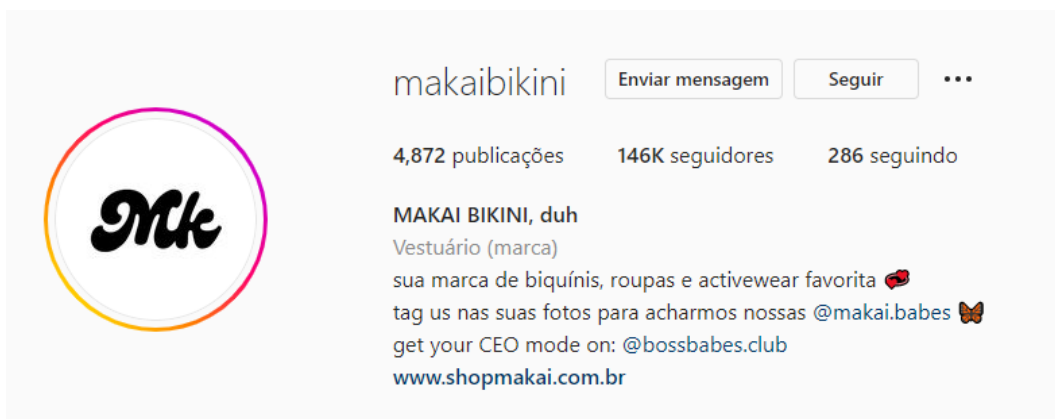 makaibikini Enviar mensagem Seguir •••
4,872 publicações 146K seguidores 286 seguindo
Mk
MAKAI BIKINI, duh
Vestuário (marca)
sua marca de biquínis, roupas e activewear favorita 💋
tag us nas suas fotos para acharmos nossas @makai.babes 🦋
get your CEO mode on: @bossbabes.club
www.shopmakai.com.br